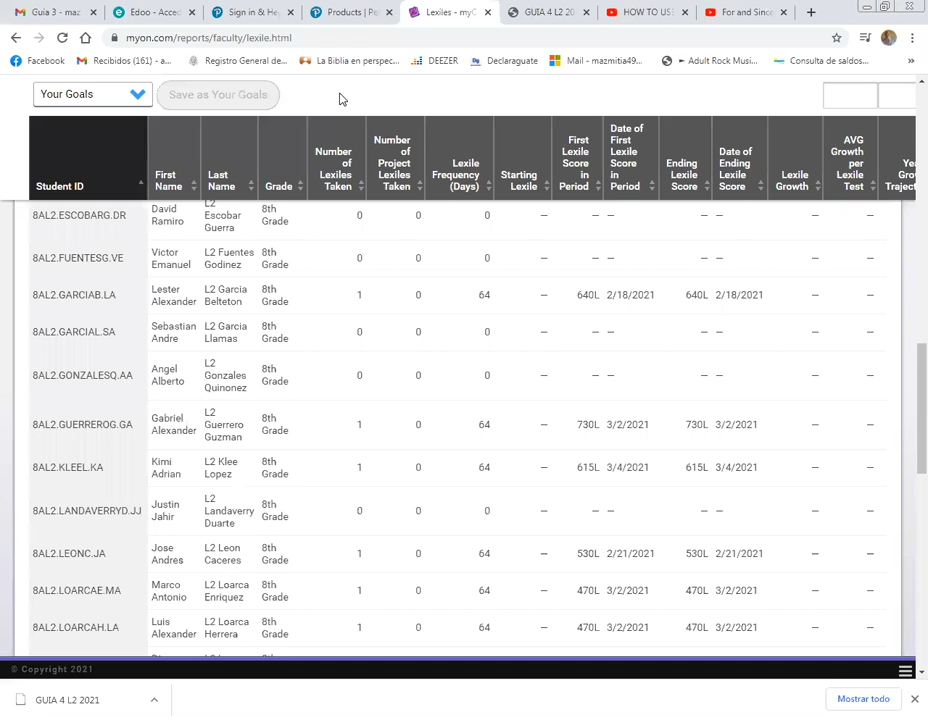 Guia 3 - maz
Edoo - Acced
Sign in & He
Products | Pe
Lexiles - myO
GUIA 4 L2 20
HOW TO USE
For and Since
myon.com/reports/faculty/lexile.html
Facebook
Recibidos (161) - a...
Registro General de...
La Biblia en perspec...
DEEZER
Declaraguate
Mail - mazmitia49...
► Adult Rock Musi...
Consulta de saldos...
»
Your Goals
Save as Your Goals
Student ID
First Name
Last Name
Grade
Number of Lexiles Taken
Number of Project Lexiles Taken
Lexile Frequency (Days)
Starting Lexile
First Lexile Score in Period
Date of First Lexile Score in Period
Ending Lexile Score
Date of Ending Lexile Score
Lexile Growth
AVG Growth per Lexile Test
8AL2.ESCOBARG.DR David Ramiro L2 Escobar Guerra 8th Grade 0 0 0 – – – – – – –
8AL2.FUENTESG.VE Victor Emanuel L2 Fuentes Godinez 8th Grade 0 0 0 – – – – – – –
8AL2.GARCIAB.LA Lester Alexander L2 Garcia Belteton 8th Grade 1 0 64 – 640L 2/18/2021 640L 2/18/2021 – –
8AL2.GARCIAL.SA Sebastian Andre L2 Garcia Llamas 8th Grade 0 0 0 – – – – – – –
8AL2.GONZALESQ.AA Angel Alberto L2 Gonzales Quinonez 8th Grade 0 0 0 – – – – – – –
8AL2.GUERREROG.GA Gabriel Alexander L2 Guerrero Guzman 8th Grade 1 0 64 – 730L 3/2/2021 730L 3/2/2021 – –
8AL2.KLEEL.KA Kimi Adrian L2 Klee Lopez 8th Grade 1 0 64 – 615L 3/4/2021 615L 3/4/2021 – –
8AL2.LANDAVERRYD.JJ Justin Jahir L2 Landaverry Duarte 8th Grade 0 0 0 – – – – – – –
8AL2.LEONC.JA Jose Andres L2 Leon Caceres 8th Grade 1 0 64 – 530L 2/21/2021 530L 2/21/2021 – –
8AL2.LOARCAE.MA Marco Antonio L2 Loarca Enriquez 8th Grade 1 0 64 – 470L 3/2/2021 470L 3/2/2021 – –
8AL2.LOARCAH.LA Luis Alexander L2 Loarca Herrera 8th Grade 1 0 64 – 470L 3/2/2021 470L 3/2/2021 – –
© Copyright 2021
GUIA 4 L2 2021
Mostrar todo